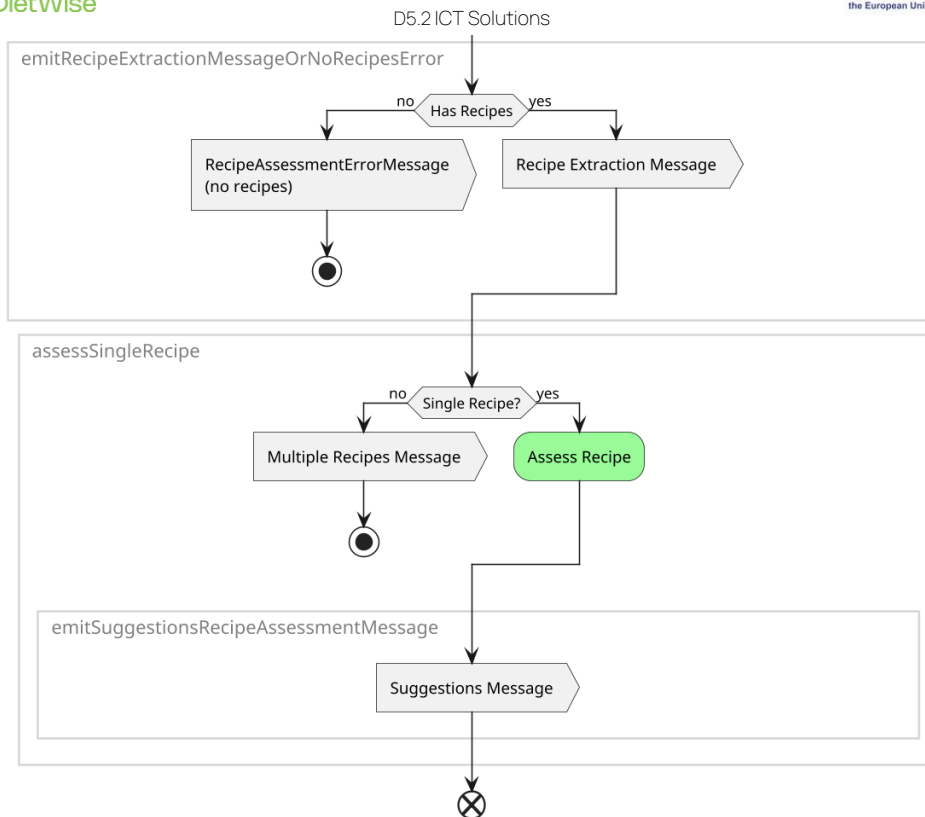 DietWise
the European Uni
D5.2 ICT Solutions
emitRecipeExtractionMessageOrNoRecipesError
no
Has Recipes
yes
RecipeAssessmentErrorMessage
(no recipes)
Recipe Extraction Message
assessSingleRecipe
no
Single Recipe?
yes
Multiple Recipes Message
Assess Recipe
emitSuggestionsRecipeAssessmentMessage
Suggestions Message